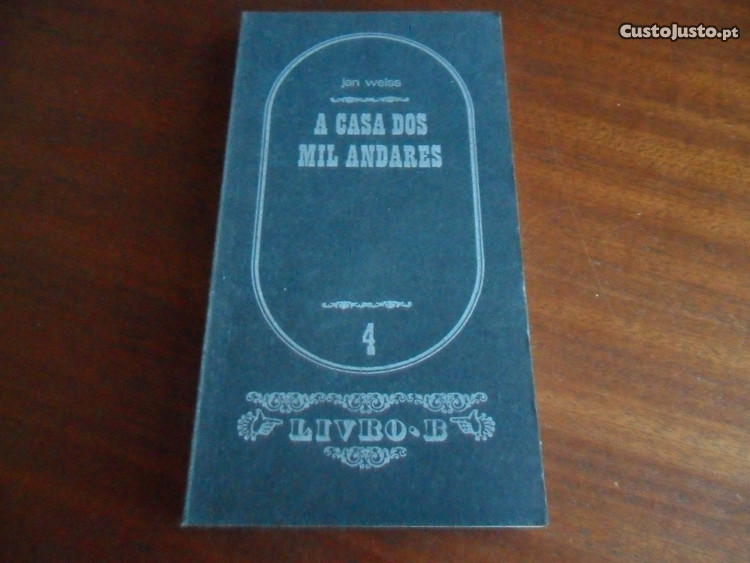 CustoJusto.pt
jan weiss
A CASA DOS
MIL ANDARES
4
LIVRO-B